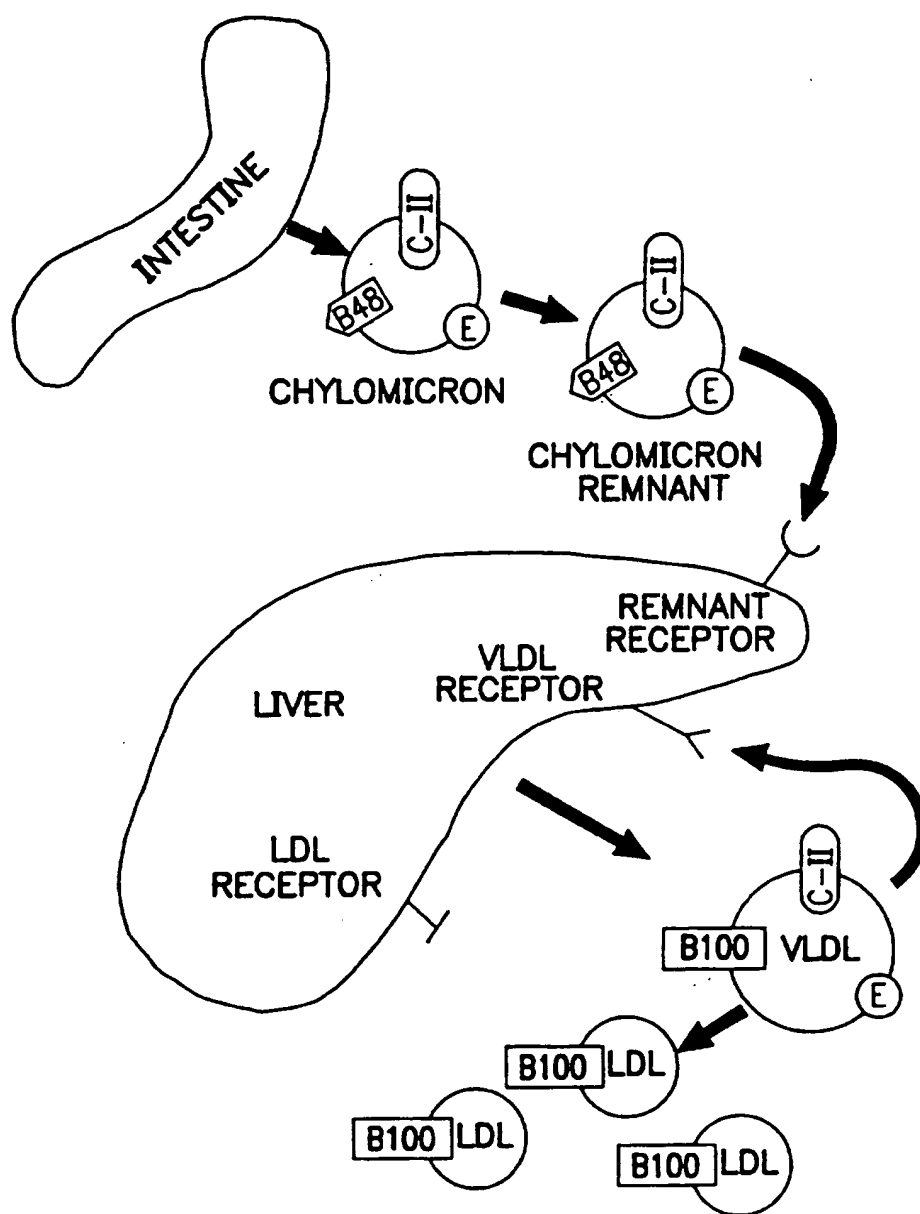 INTESTINE
C-II
B48
E
CHYLOMICRON
C-II
B48
E
CHYLOMICRON
REMNANT
REMNANT
RECEPTOR
VLDL
RECEPTOR
LIVER
LDL
RECEPTOR
C-II
B100 VLDL
E
B100 LDL
B100 LDL
B100 LDL